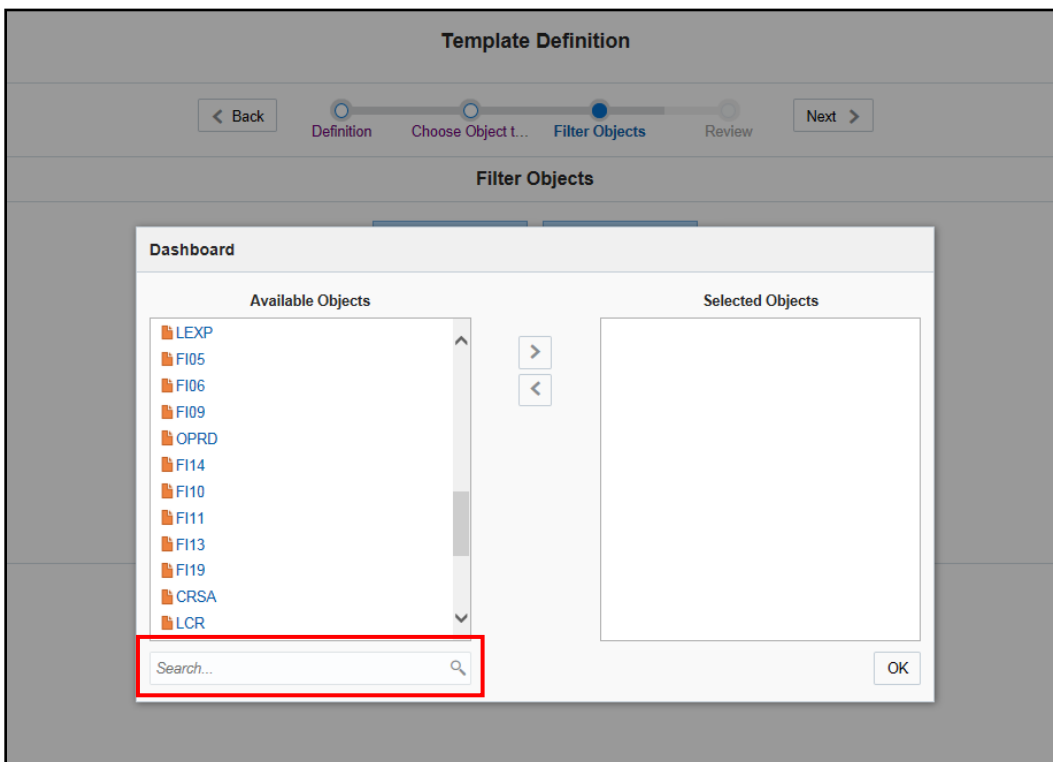 Template Definition
Back
Definition
Choose Object t...
Filter Objects
Review
Next
Filter Objects
Dashboard
Available Objects
Selected Objects
LEXP
FI05
FI06
FI09
OPRD
FI14
FI10
FI11
FI13
FI19
CRSA
LCR
Search...
OK